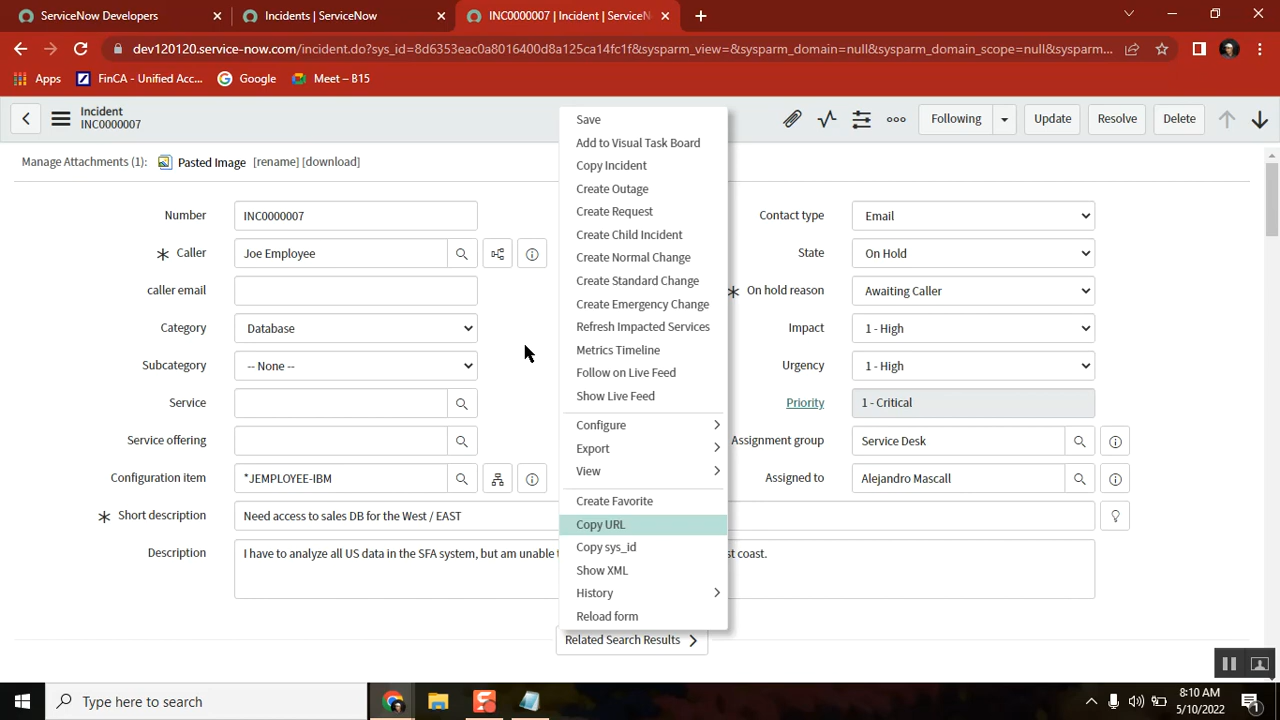 ServiceNow Developers
Incidents | ServiceNow
INC0000007 | Incident | ServiceN
dev120120.service-now.com/incident.do?sys_id=8d6353eac0a8016400d8a125ca14fc1f&sysparm_view=&sysparm_domain=null&sysparm_domain_scope=null&sysparm...
Apps
FinCA - Unified Acc...
Google
Meet – B15
Incident
INC0000007
Following
Update
Resolve
Delete
Manage Attachments (1):
Pasted Image
[rename] [download]
Number
INC0000007
Caller
Joe Employee
caller email
Category
Database
Subcategory
-- None --
Service
Service offering
Configuration item
*JEMPLOYEE-IBM
Short description
Need access to sales DB for the West / EAST
Description
I have to analyze all US data in the SFA system, but am unable t
st coast.
Save
Add to Visual Task Board
Copy Incident
Create Outage
Create Request
Create Child Incident
Create Normal Change
Create Standard Change
Create Emergency Change
Refresh Impacted Services
Metrics Timeline
Follow on Live Feed
Show Live Feed
Configure
Export
View
Create Favorite
Copy URL
Copy sys_id
Show XML
History
Reload form
Contact type
Email
State
On Hold
On hold reason
Awaiting Caller
Impact
1 - High
Urgency
1 - High
Priority
1 - Critical
Assignment group
Service Desk
Assigned to
Alejandro Mascall
Related Search Results
Type here to search
8:10 AM
5/10/2022
1